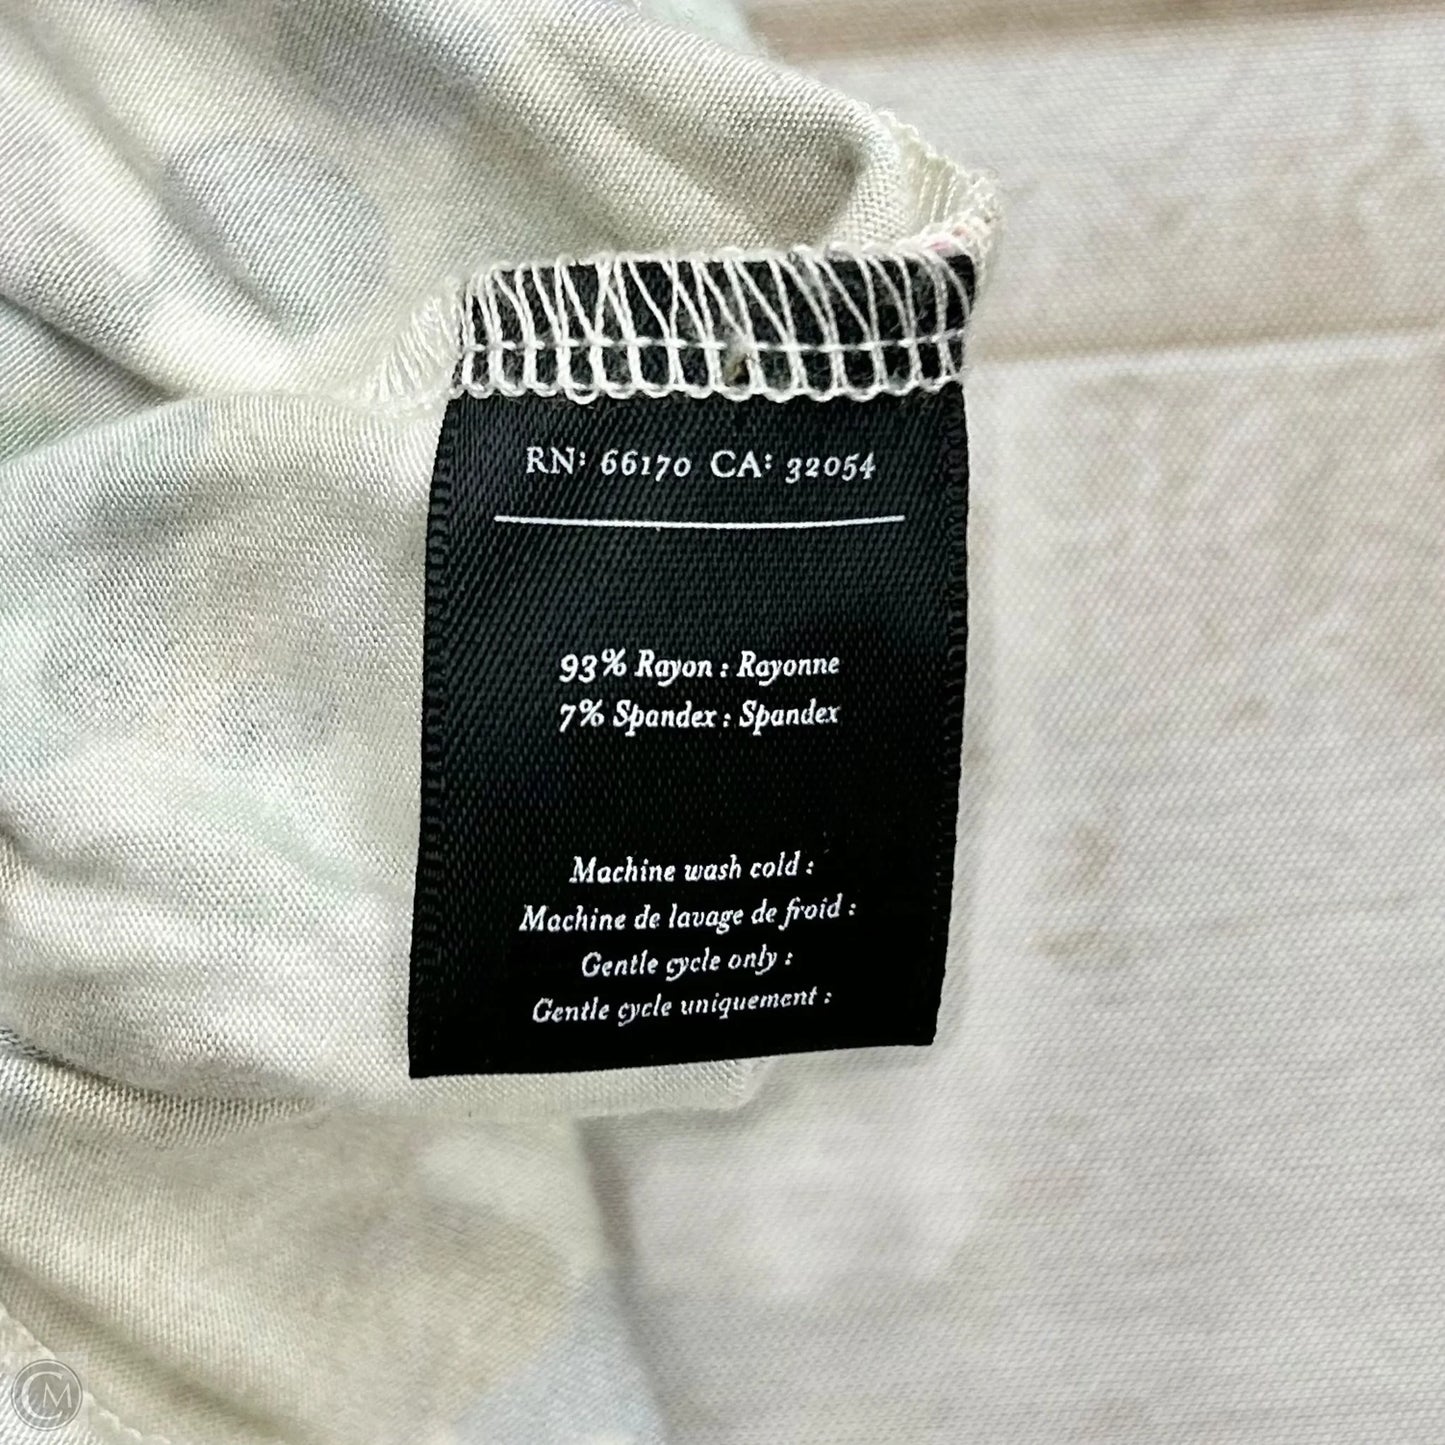 RN: 66170 CA: 32054
93% Rayon : Rayonne
7% Spandex : Spandex
Machine wash cold :
Machine de lavage de froid :
Gentle cycle only :
Gentle cycle uniquement :
CM